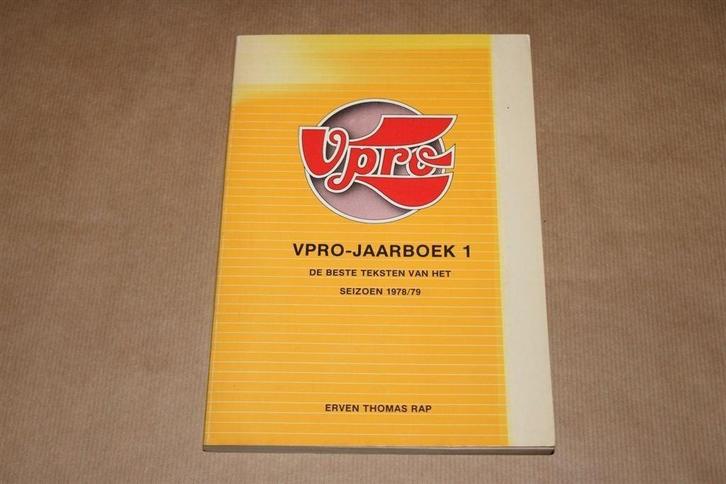 Vpro
VPRO-JAARBOEK 1
DE BESTE TEKSTEN VAN HET
SEIZOEN 1978/79
ERVEN THOMAS RAP